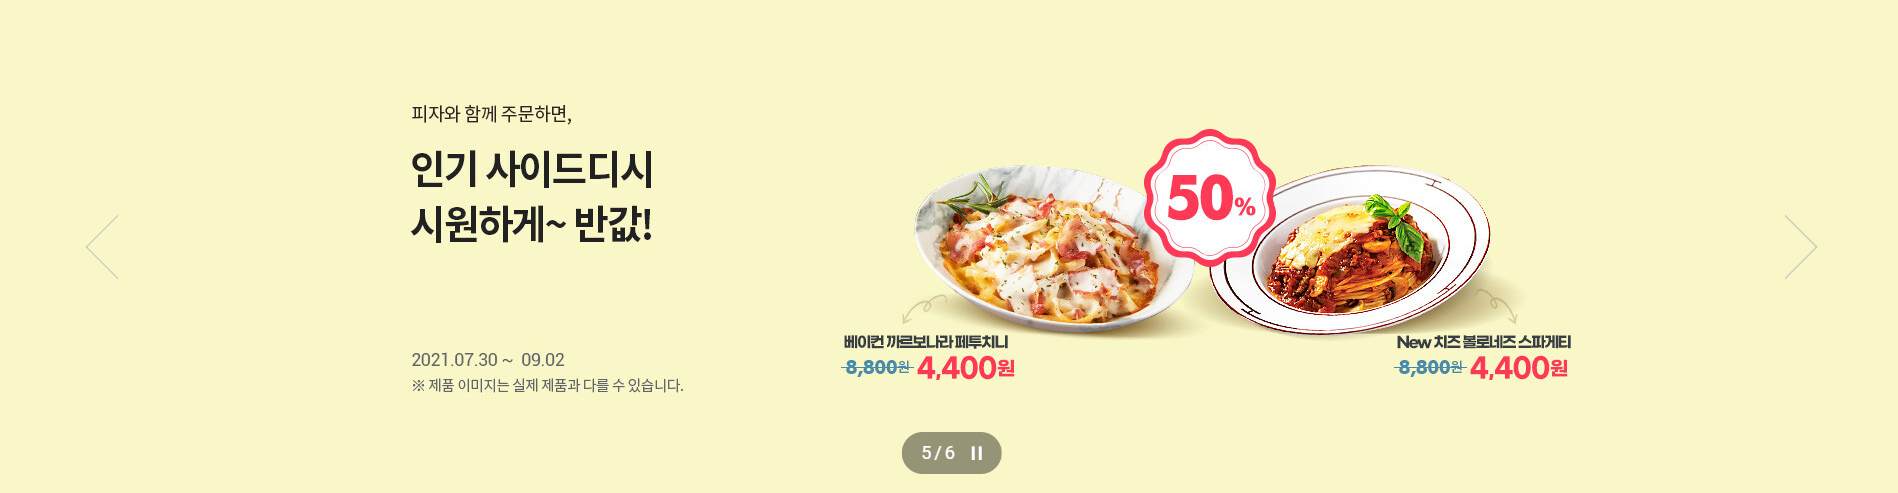 피자와 함께 주문하면,
인기 사이드디시
시원하게~ 반값!
2021.07.30 ~ 09.02
※ 제품 이미지는 실제 제품과 다를 수 있습니다.
50%
베이컨 까르보나라 페투치니
8,800원 4,400원
New 치즈 볼로네즈 스파게티
8,800원 4,400원
5/6